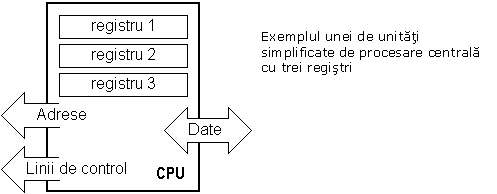 registru 1
registru 2
registru 3
Adrese
Date
Linii de control
CPU
Exemplul unei de unităţi
simplificate de procesare centrală
cu trei regiştri